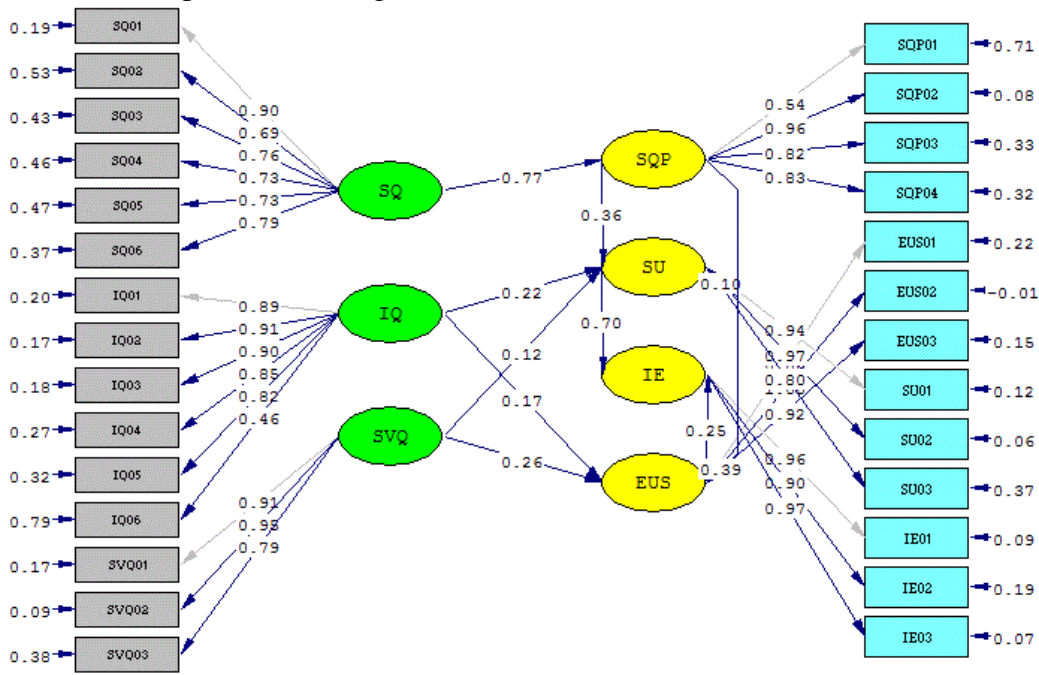 0.19 SQ01
0.53 SQ02
0.43 SQ03
0.46 SQ04
0.47 SQ05
0.37 SQ06
0.20 IQ01
0.17 IQ02
0.18 IQ03
0.27 IQ04
0.32 IQ05
0.79 IQ06
0.17 SVQ01
0.09 SVQ02
0.38 SVQ03
0.90
0.69
0.76
0.73
0.73
0.79
0.89
0.91
0.90
0.85
0.82
0.46
0.91
0.95
0.79
SQ
IQ
SVQ
0.77
0.22
0.12
0.17
0.26
SQP
0.36
SU
0.70
IE
0.25
EUS
0.54
0.96
0.82
0.83
0.10
0.94
0.97
0.80
0.92
0.39
0.96
0.90
0.97
SQP01 0.71
SQP02 0.08
SQP03 0.33
SQP04 0.32
EUS01 0.22
EUS02 -0.01
EUS03 0.15
SU01 0.12
SU02 0.06
SU03 0.37
IE01 0.09
IE02 0.19
IE03 0.07